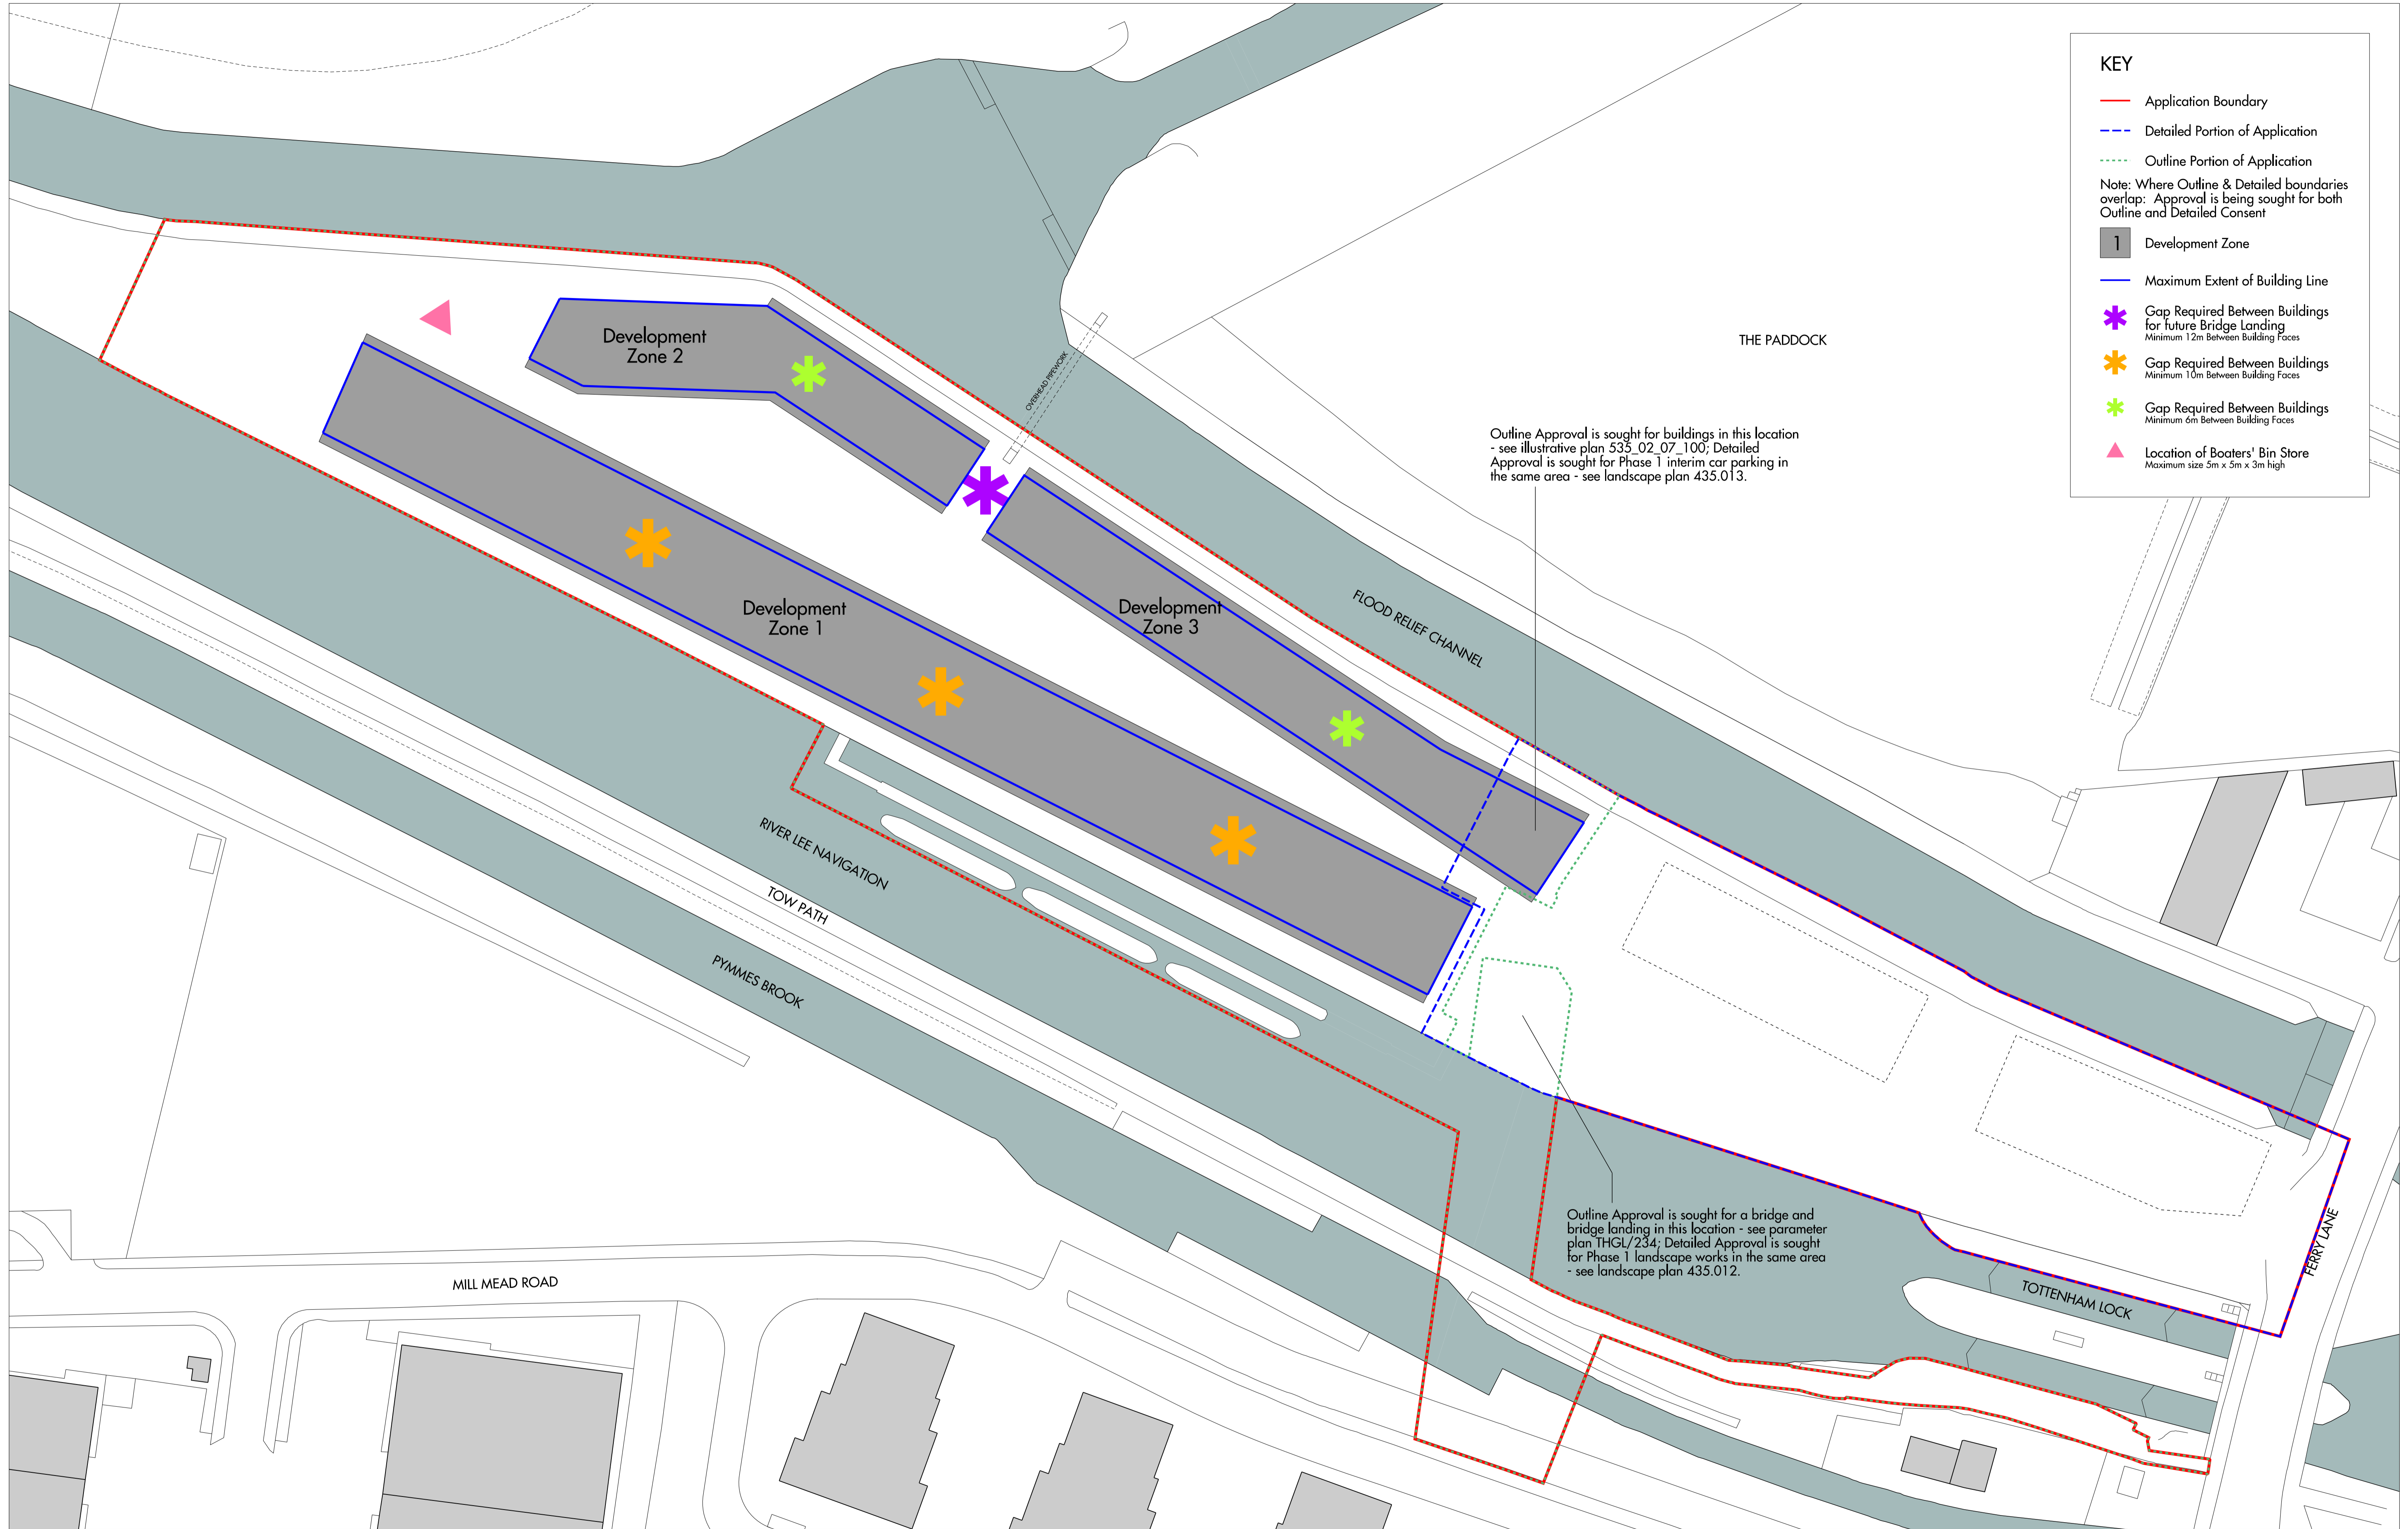 KEY
Application Boundary
Detailed Portion of Application
Outline Portion of Application
Note: Where Outline & Detailed boundaries
overlap: Approval is being sought for both
Outline and Detailed Consent
1
Development Zone
Maximum Extent of Building Line
Gap Required Between Buildings
for future Bridge Landing
Minimum 12m Between Building Faces
Gap Required Between Buildings
Minimum 10m Between Building Faces
Gap Required Between Buildings
Minimum 6m Between Building Faces
Location of Boaters' Bin Store
Maximum size 5m x 5m x 3m high
Development
Zone 2
OVERHEAD PIPEWORK
THE PADDOCK
Outline Approval is sought for buildings in this location
- see illustrative plan 535_02_07_100; Detailed
Approval is sought for Phase 1 interim car parking in
the same area - see landscape plan 435.013.
Development
Zone 1
Development
Zone 3
FLOOD RELIEF CHANNEL
RIVER LEE NAVIGATION
TOW PATH
PYMMES BROOK
MILL MEAD ROAD
Outline Approval is sought for a bridge and
bridge landing in this location - see parameter
plan THGL/234; Detailed Approval is sought
for Phase 1 landscape works in the same area
- see landscape plan 435.012.
TOTTENHAM LOCK
FERRY LANE